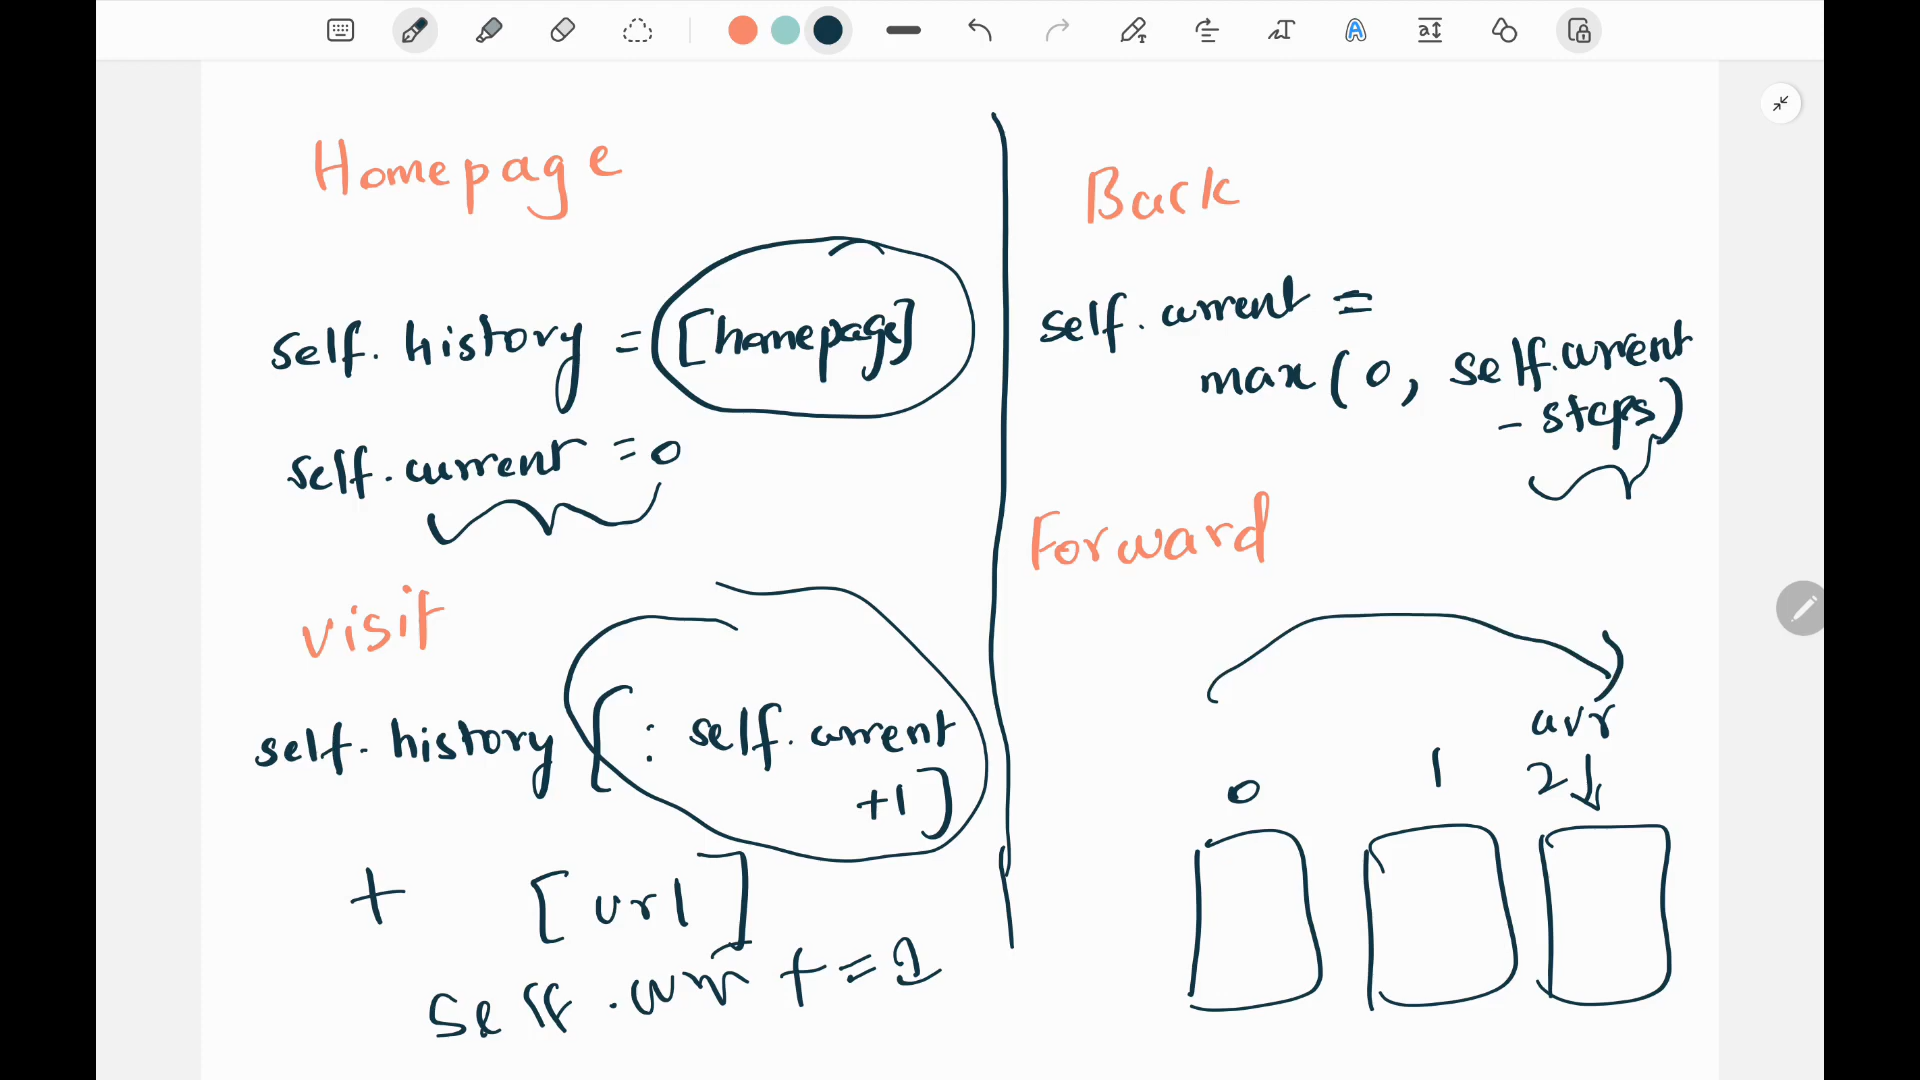 Homepage
self.history = [homepage]
self.current = 0
visit
self.history [: self.current
+1]
+ [url]
self.curr += 1
Back
self.current =
max(0, self.current
- steps)
Forward
curr
0 1 2